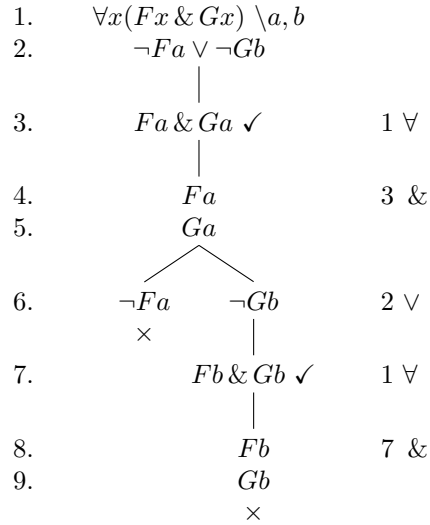 1. ∀x(Fx & Gx) \a, b
2. ¬Fa ∨ ¬Gb
3. Fa & Ga ✓ 1 ∀
4. Fa 3 &
5. Ga
6. ¬Fa ¬Gb 2 ∨
×
7. Fb & Gb ✓ 1 ∀
8. Fb 7 &
9. Gb
×